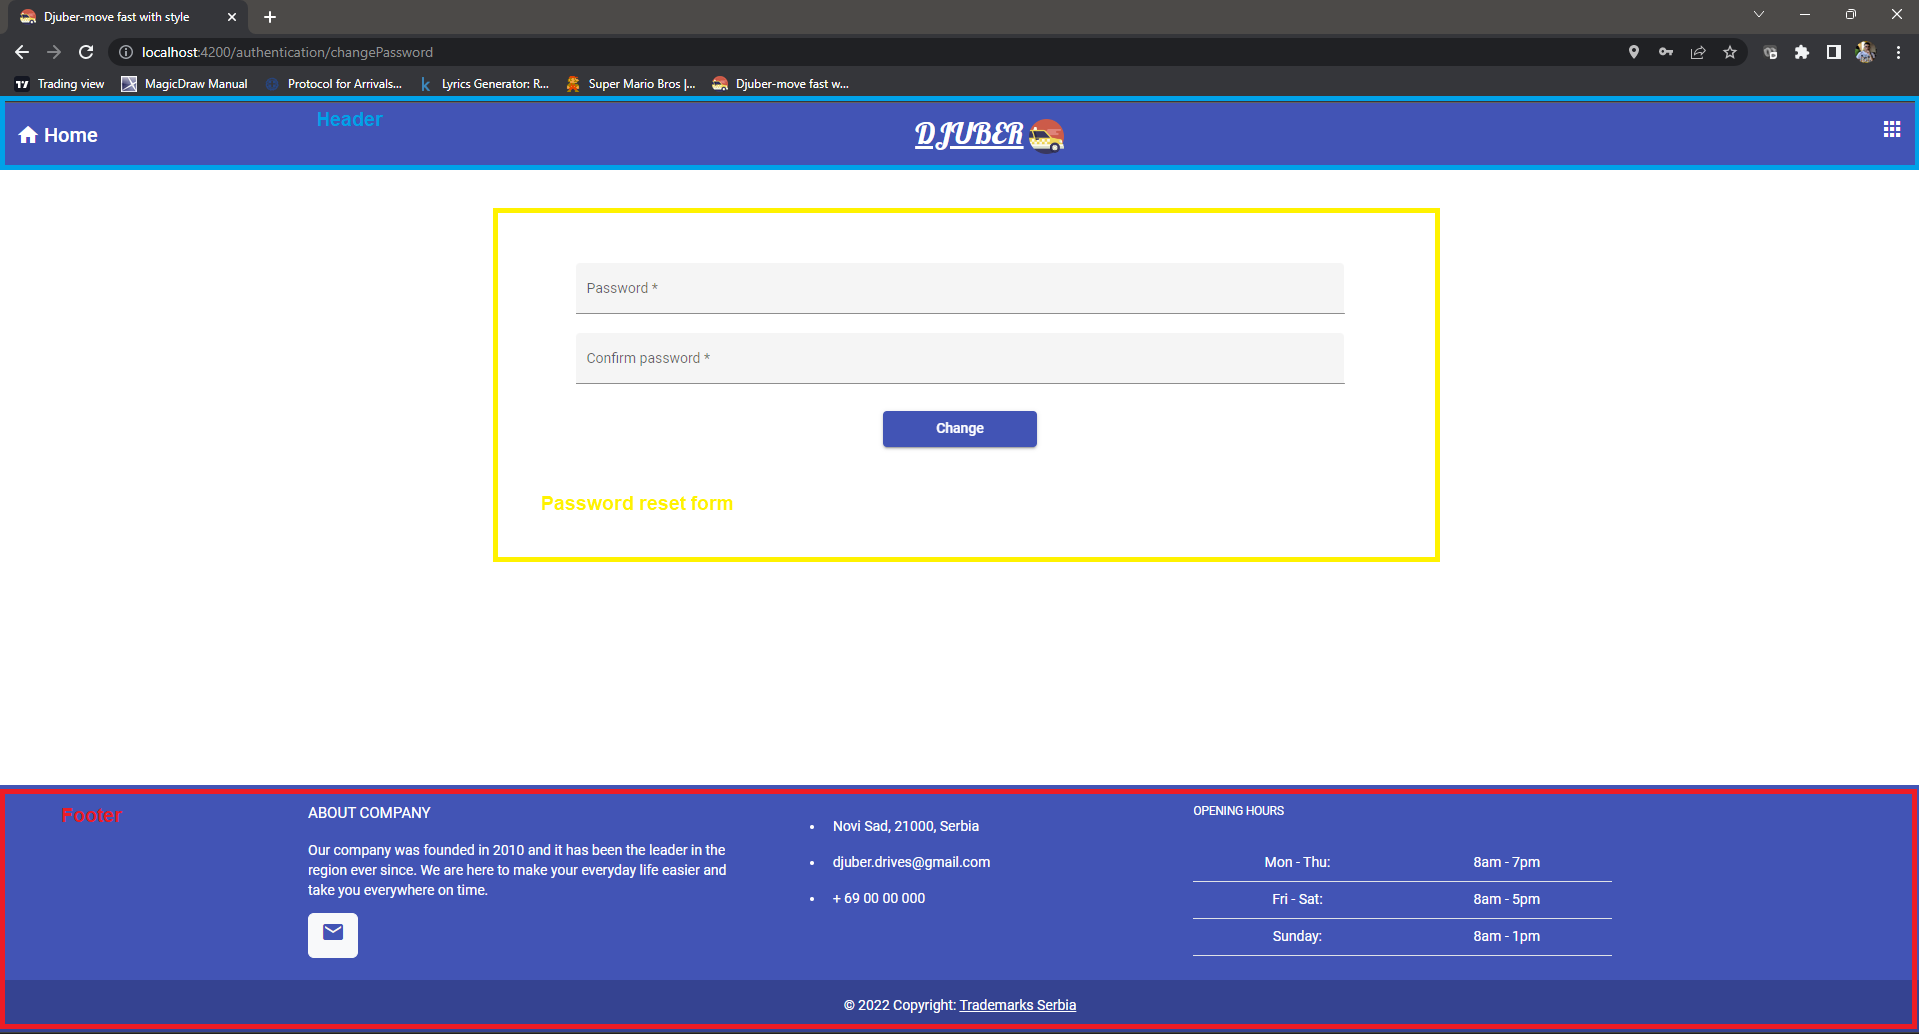 Djuber-move fast with style
localhost:4200/authentication/changePassword
Trading view
MagicDraw Manual
Protocol for Arrivals...
Lyrics Generator: R...
Super Mario Bros |...
Djuber-move fast w...
Home
Header
DJUBER
Password *
Confirm password *
Change
Password reset form
Footer
ABOUT COMPANY
Our company was founded in 2010 and it has been the leader in the
region ever since. We are here to make your everyday life easier and
take you everywhere on time.
Novi Sad, 21000, Serbia
djuber.drives@gmail.com
+ 69 00 00 000
OPENING HOURS
Mon - Thu: 8am - 7pm
Fri - Sat: 8am - 5pm
Sunday: 8am - 1pm
© 2022 Copyright: Trademarks Serbia